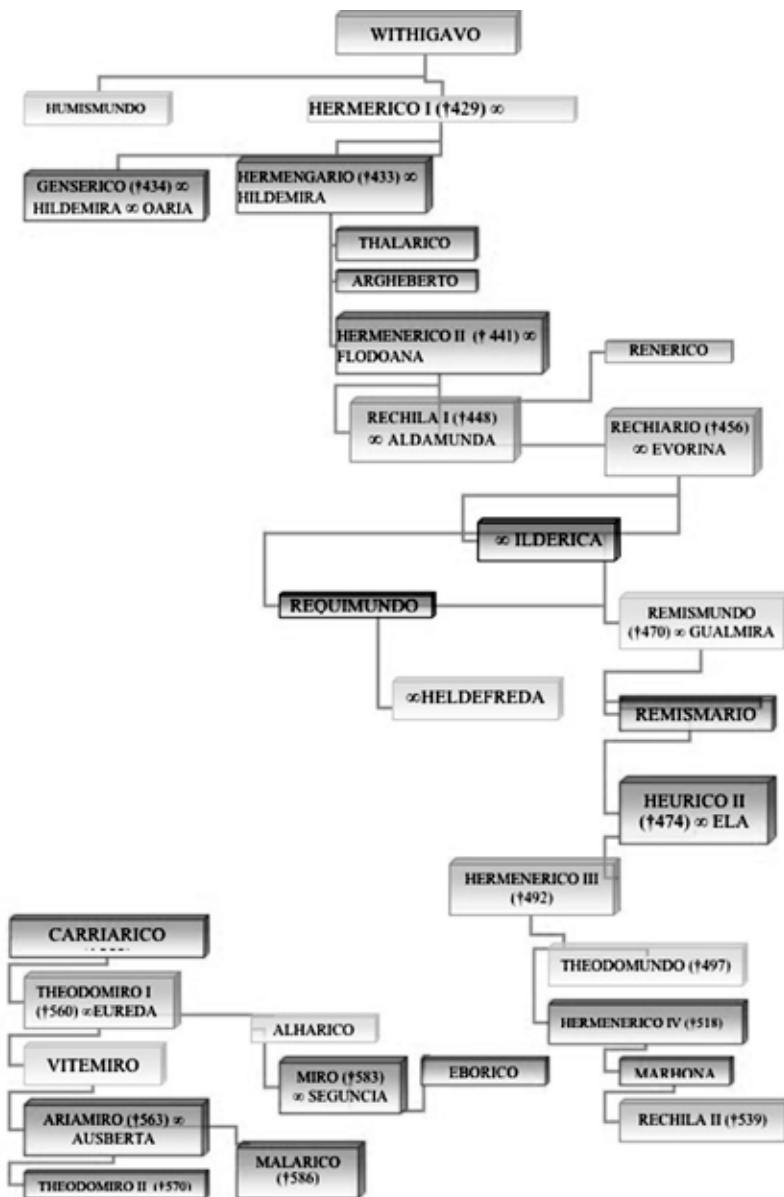 WITHIGAVO
HUMISMUNDO
HERMERICO I (†429) ∞
GENSERICO (†434) ∞
HILDEMIRA ∞ OARIA
HERMENGARIO (†433) ∞
HILDEMIRA
THALARICO
ARGHEBERTO
HERMENERICO II († 441) ∞
FLODOANA
RENERICO
RECHILA I (†448)
∞ ALDAMUNDA
RECHIARIO (†456)
∞ EVORINA
∞ ILDERICA
REQUIMUNDO
REMISMUNDO
(†470) ∞ GUALMIRA
∞HELDEFREDA
REMISMARIO
HEURICO II
(†474) ∞ ELA
HERMENERICO III
(†492)
THEODOMUNDO (†497)
HERMENERICO IV (†518)
MARHONA
RECHILA II (†539)
CARRIARICO
THEODOMIRO I
(†560) ∞EUREDA
ALHARICO
VITEMIRO
MIRO (†583)
∞ SEGUNCIA
EBORICO
ARIAMIRO (†563) ∞
AUSBERTA
MALARICO
(†586)
THEODOMIRO II (†570)